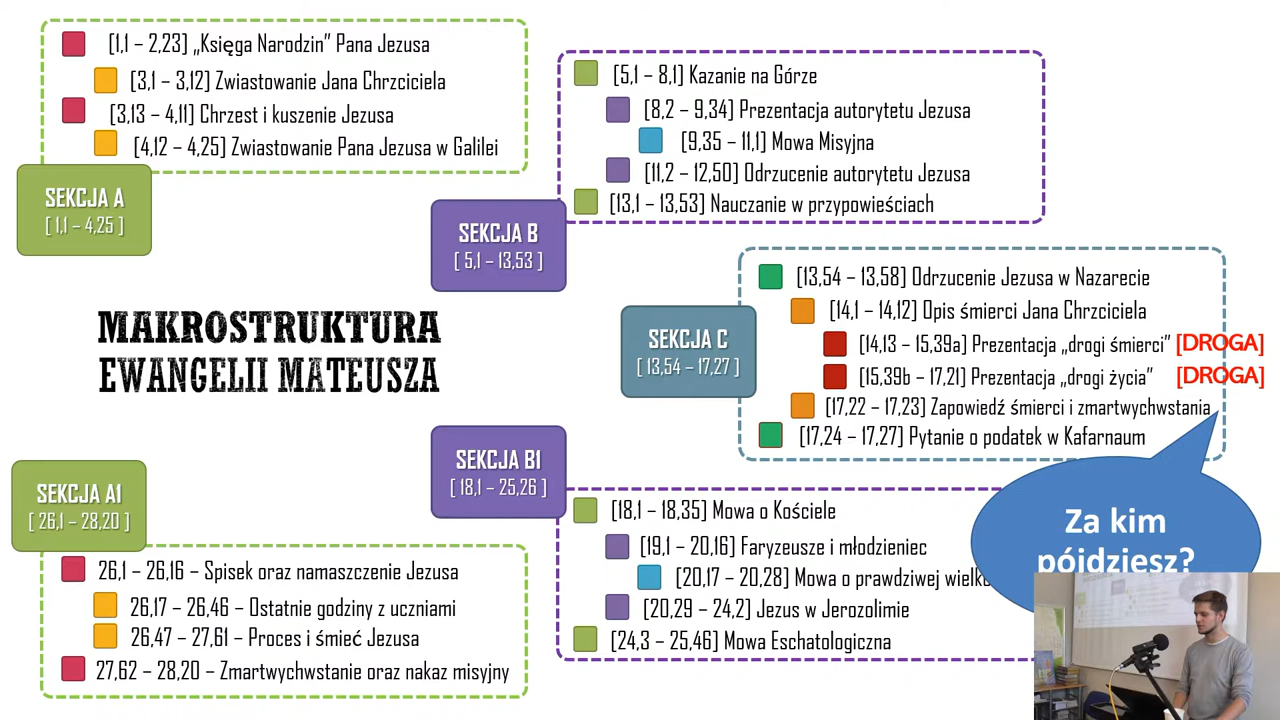 [1,1 – 2,23] „Księga Narodzin” Pana Jezusa
[3,1 – 3,12] Zwiastowanie Jana Chrzciciela
[3,13 – 4,11] Chrzest i kuszenie Jezusa
[4,12 – 4,25] Zwiastowanie Pana Jezusa w Galilei
SEKCJA A
[ 1,1 – 4,25 ]
[5,1 – 8,1] Kazanie na Górze
[8,2 – 9,34] Prezentacja autorytetu Jezusa
[9,35 – 11,1] Mowa Misyjna
[11,2 – 12,50] Odrzucenie autorytetu Jezusa
[13,1 – 13,53] Nauczanie w przypowieściach
SEKCJA B
[ 5,1 – 13,53 ]
MAKROSTRUKTURA
EWANGELII MATEUSZA
SEKCJA C
[ 13,54 – 17,27 ]
[13,54 – 13,58] Odrzucenie Jezusa w Nazarecie
[14,1 – 14,12] Opis śmierci Jana Chrzciciela
[14,13 – 15,39a] Prezentacja „drogi śmierci” [DROGA]
[15,39b – 17,21] Prezentacja „drogi życia” [DROGA]
[17,22 – 17,23] Zapowiedź śmierci i zmartwychwstania
[17,24 – 17,27] Pytanie o podatek w Kafarnaum
SEKCJA B1
[ 18,1 – 25,26 ]
[18,1 – 18,35] Mowa o Kościele
[19,1 – 20,16] Faryzeusze i młodzieniec
[20,17 – 20,28] Mowa o prawdziwej
[20,29 – 24,2] Jezus w Jerozolimie
[24,3 – 25,46] Mowa Eschatologiczna
Za kim
pójdziesz?
SEKCJA A1
[ 26,1 – 28,20 ]
26,1 – 26,16 – Spisek oraz namaszczenie Jezusa
26,17 – 26,46 – Ostatnie godziny z uczniami
26,47 – 27,61 – Proces i śmieć Jezusa
27,62 – 28,20 – Zmartwychwstanie oraz nakaz misyjny